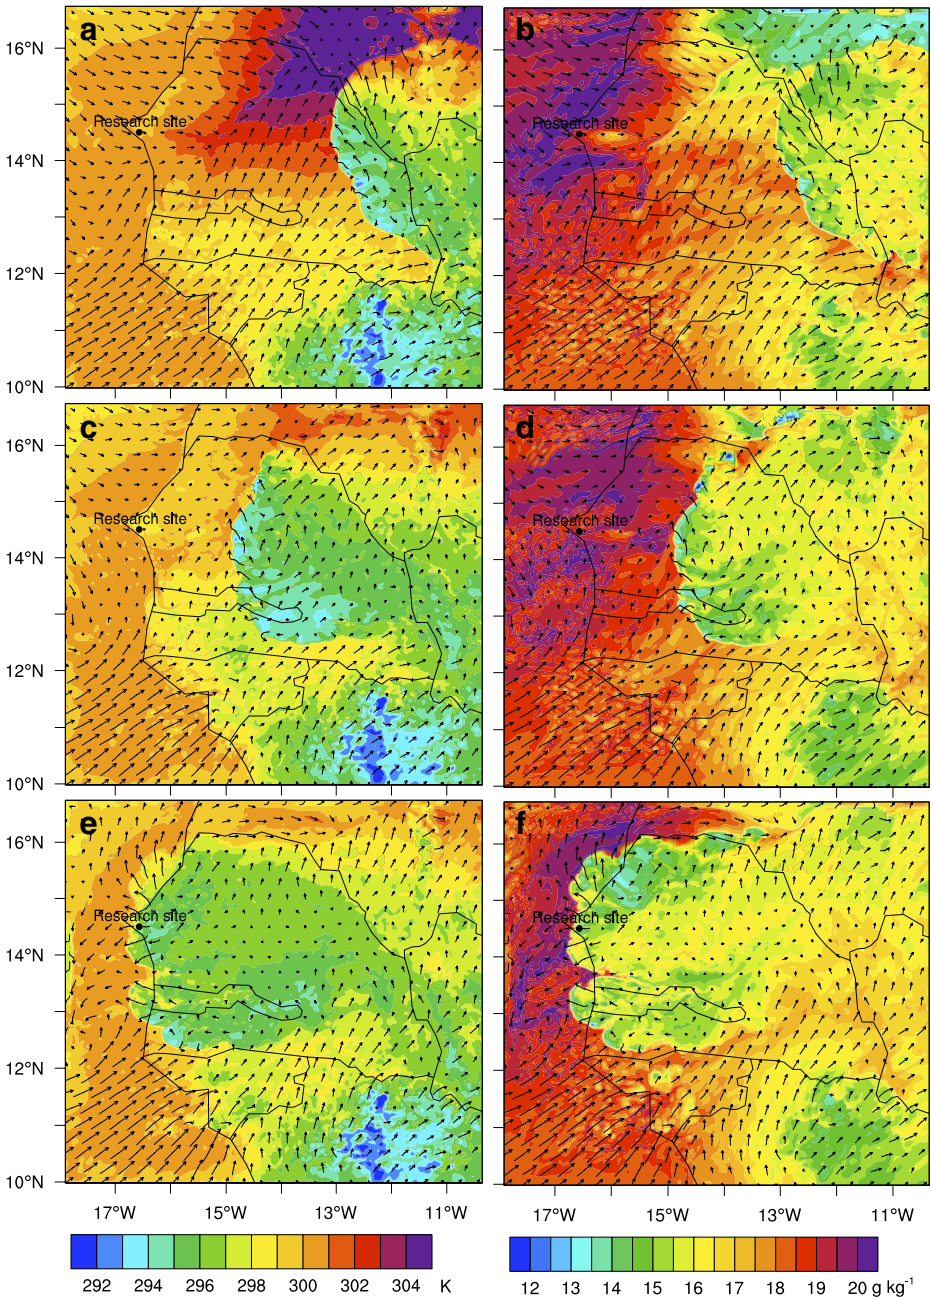 a
b
16°N
Research site
Research site
14°N
12°N
10°N
c
d
16°N
Research site
Research site
14°N
12°N
10°N
e
f
16°N
Research site
Research site
14°N
12°N
10°N
17°W 15°W 13°W 11°W 17°W 15°W 13°W 11°W
292 294 296 298 300 302 304 K
12 13 14 15 16 17 18 19 20 g kg⁻¹